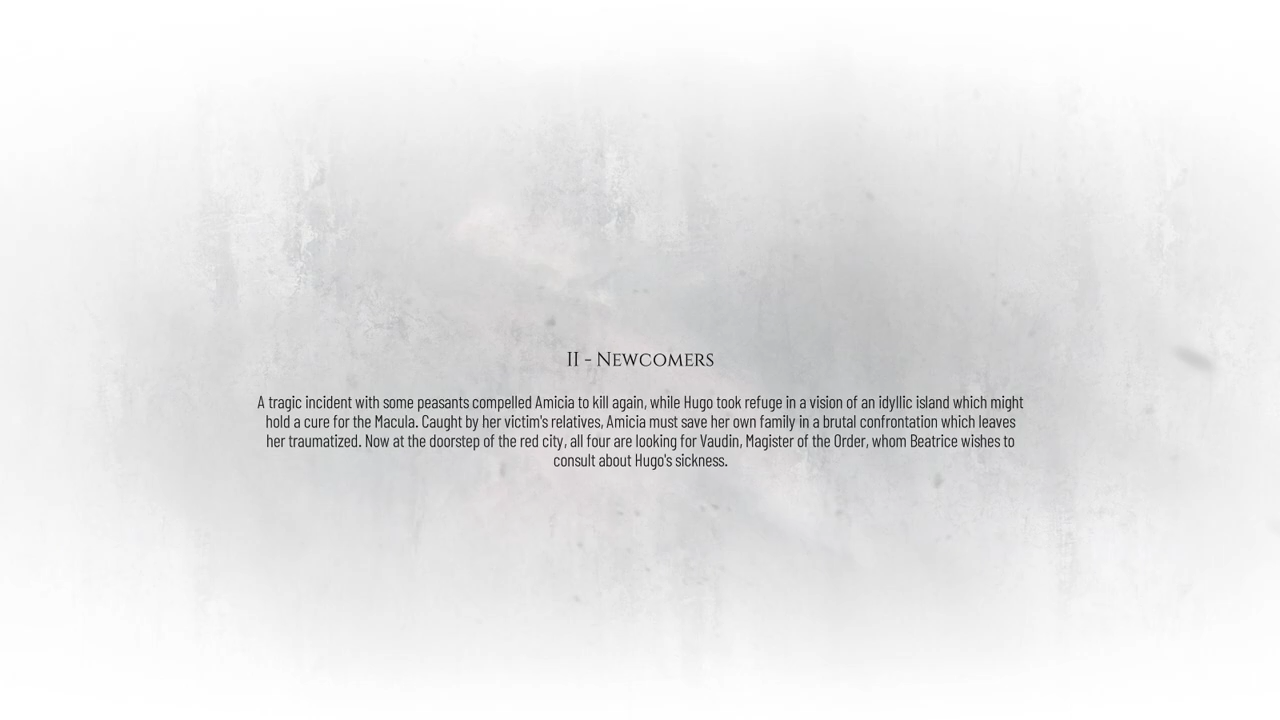 II - Newcomers
A tragic incident with some peasants compelled Amicia to kill again, while Hugo took refuge in a vision of an idyllic island which might
hold a cure for the Macula. Caught by her victim's relatives, Amicia must save her own family in a brutal confrontation which leaves
her traumatized. Now at the doorstep of the red city, all four are looking for Vaudin, Magister of the Order, whom Beatrice wishes to
consult about Hugo's sickness.